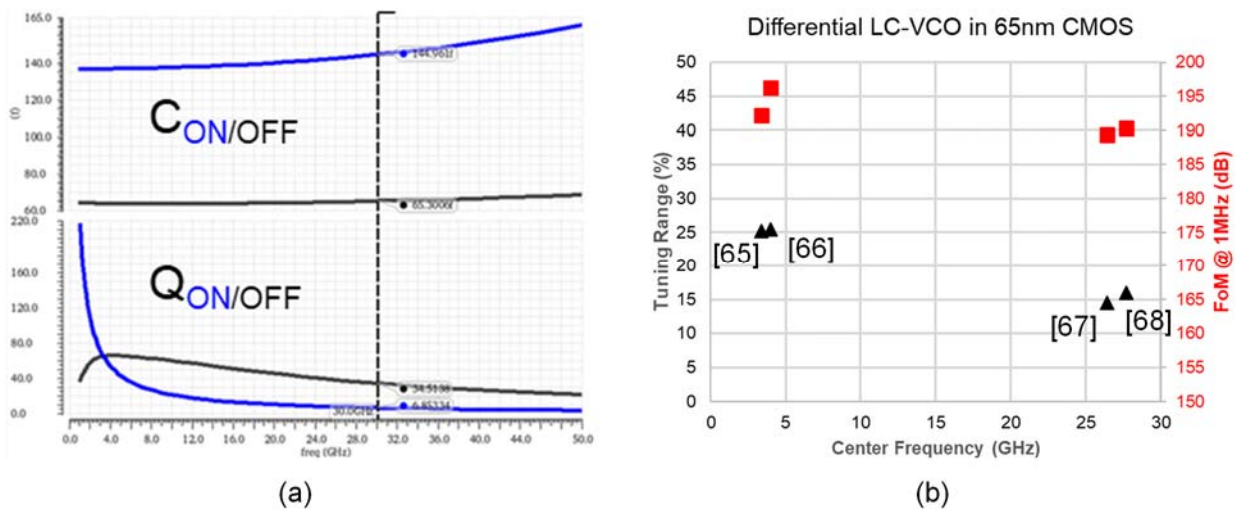 165.0
140.0
120.0
100.0
80.0
60.0
(f)
144.961f
C ON/OFF
65.3006f
220.0
160.0
120.0
80.0
40.0
0.0
Q ON/OFF
34.5138
6.85334
30.0GHz
0.0 4.0 8.0 12.0 16.0 20.0 24.0 28.0 32.0 36.0 40.0 44.0 50.0
freq (GHz)
(a)
Differential LC-VCO in 65nm CMOS
50
45
40
35
30
25
20
15
10
5
0
Tuning Range (%)
[65]
[66]
[67]
[68]
200
195
190
185
180
175
170
165
160
155
150
FoM @ 1MHz (dB)
0 5 10 15 20 25 30
Center Frequency (GHz)
(b)